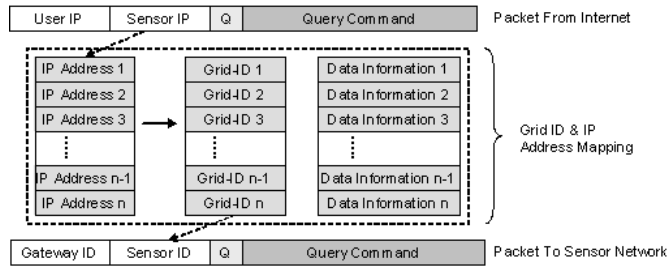 User IP Sensor IP Q Query Command Packet From Internet
IP Address 1 Grid-ID 1 Data Information 1
IP Address 2 Grid-ID 2 Data Information 2
IP Address 3 Grid-ID 3 Data Information 3
Grid ID & IP
Address Mapping
IP Address n-1 Grid-ID n-1 Data Information n-1
IP Address n Grid-ID n Data Information n
Gateway ID Sensor ID Q Query Command Packet To Sensor Network